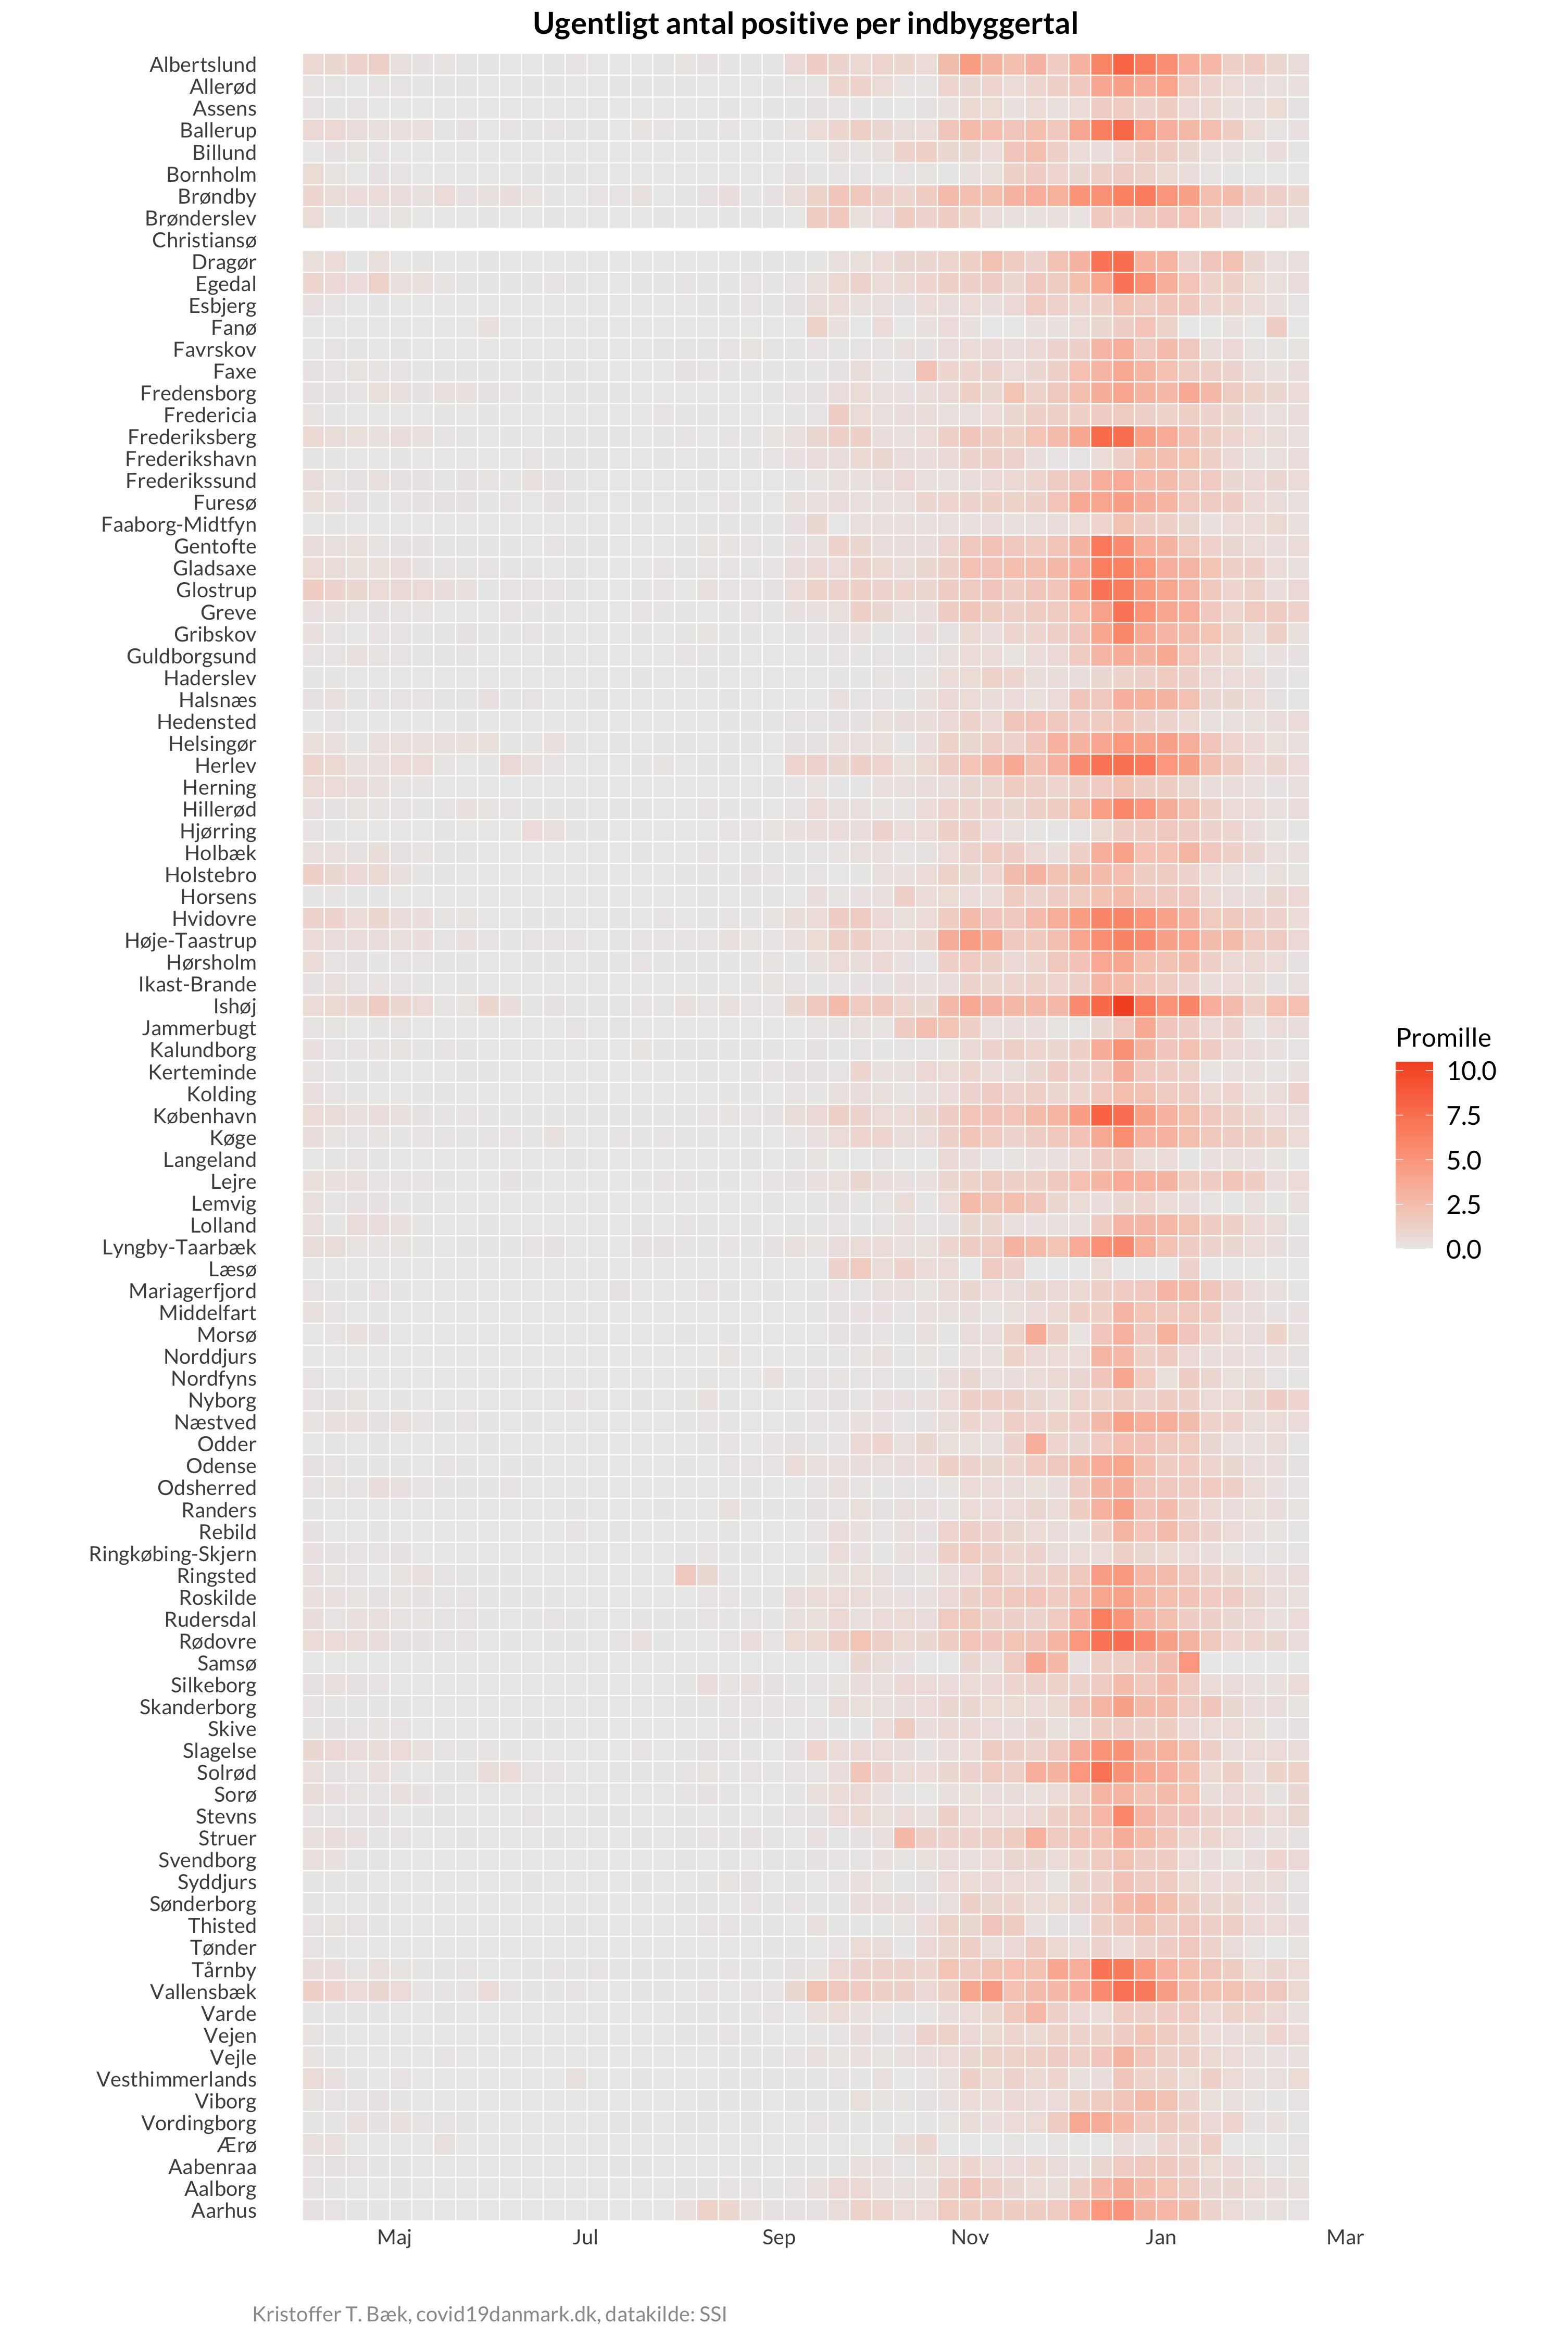 Ugentligt antal positive per indbyggertal
Albertslund
Allerød
Assens
Ballerup
Billund
Bornholm
Brøndby
Brønderslev
Christiansø
Dragør
Egedal
Esbjerg
Fanø
Favrskov
Faxe
Fredensborg
Fredericia
Frederiksberg
Frederikshavn
Frederikssund
Furesø
Faaborg-Midtfyn
Gentofte
Gladsaxe
Glostrup
Greve
Gribskov
Guldborgsund
Haderslev
Halsnæs
Hedensted
Helsingør
Herlev
Herning
Hillerød
Hjørring
Holbæk
Holstebro
Horsens
Hvidovre
Høje-Taastrup
Hørsholm
Ikast-Brande
Ishøj
Jammerbugt
Kalundborg
Kerteminde
Kolding
København
Køge
Langeland
Lejre
Lemvig
Lolland
Lyngby-Taarbæk
Læsø
Mariagerfjord
Middelfart
Morsø
Norddjurs
Nordfyns
Nyborg
Næstved
Odder
Odense
Odsherred
Randers
Rebild
Ringkøbing-Skjern
Ringsted
Roskilde
Rudersdal
Rødovre
Samsø
Silkeborg
Skanderborg
Skive
Slagelse
Solrød
Sorø
Stevns
Struer
Svendborg
Syddjurs
Sønderborg
Thisted
Tønder
Tårnby
Vallensbæk
Varde
Vejen
Vejle
Vesthimmerlands
Viborg
Vordingborg
Ærø
Aabenraa
Aalborg
Aarhus
Maj Jul Sep Nov Jan Mar
Promille
10.0
7.5
5.0
2.5
0.0
Kristoffer T. Bæk, covid19danmark.dk, datakilde: SSI